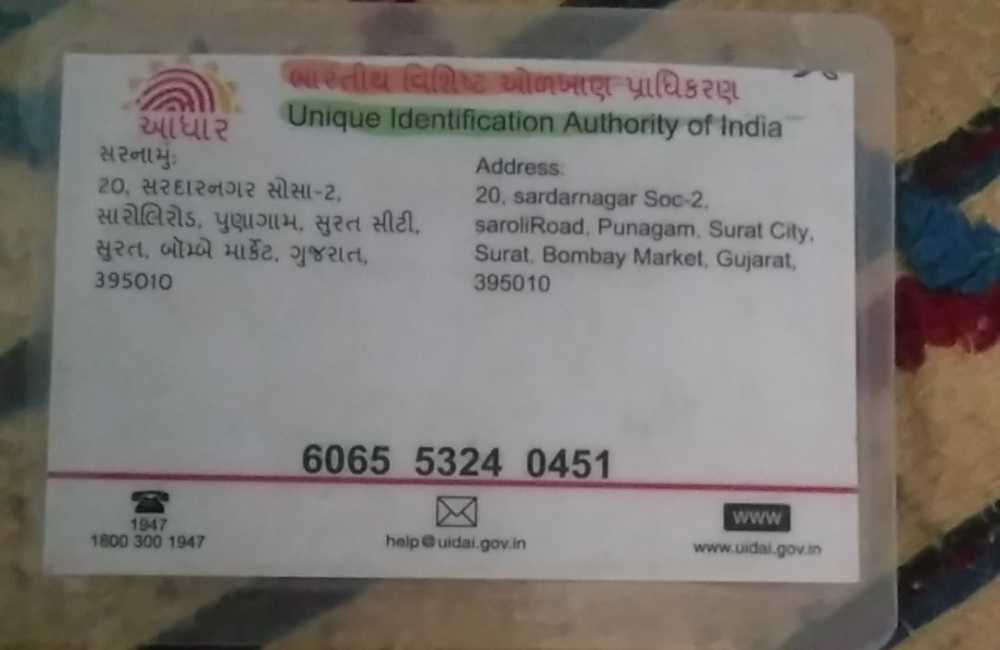 ભારતીય વિશિષ્ટ ઓળખાણ પ્રાધિકરણ
Unique Identification Authority of India
આધાર
સરનામું:
20, સરદારનગર સોસા-2,
સારોલિરોડ, પુણાગામ, સુરત સીટી,
સુરત, બૉમ્બે માર્કેટ, ગુજરાત,
395010
Address:
20, sardarnagar Soc-2,
saroliRoad, Punagam, Surat City,
Surat, Bombay Market, Gujarat,
395010
6065 5324 0451
1947
1800 300 1947
help@uidai.gov.in
WWW
www.uidai.gov.in